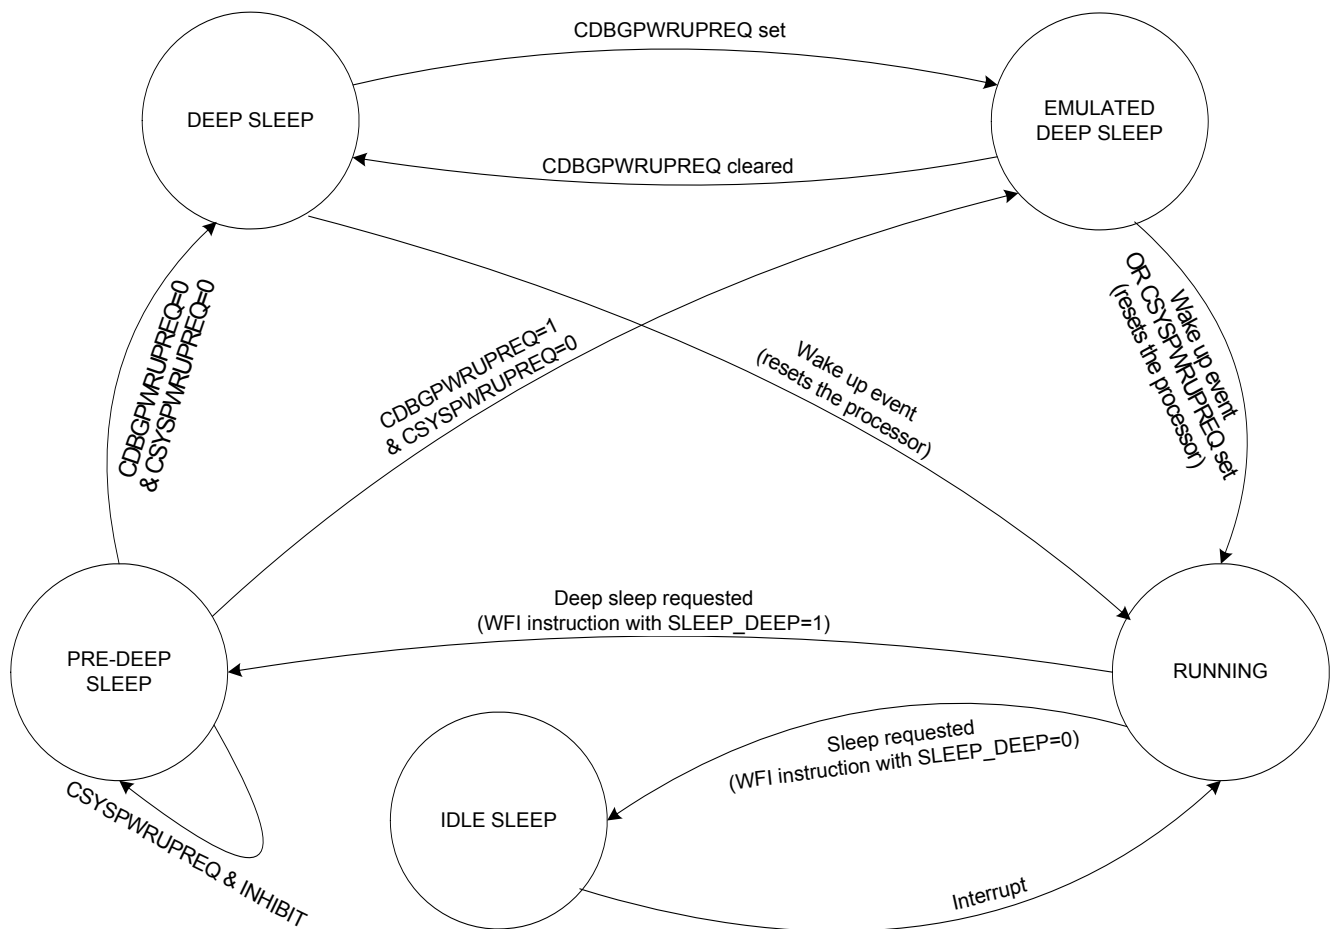 CDBGPWRUPREQ set
DEEP SLEEP
EMULATED
DEEP SLEEP
CDBGPWRUPREQ cleared
CDBGPWRUPREQ=0
& CSYSPWRUPREQ=0
CDBGPWRUPREQ=1
& CSYSPWRUPREQ=0
Wake up event
(resets the processor)
Wake up event
OR CSYSPWRUPREQ set
(resets the processor)
Deep sleep requested
(WFI instruction with SLEEP_DEEP=1)
PRE-DEEP
SLEEP
RUNNING
Sleep requested
(WFI instruction with SLEEP_DEEP=0)
IDLE SLEEP
CSYSPWRUPREQ & INHIBIT
Interrupt